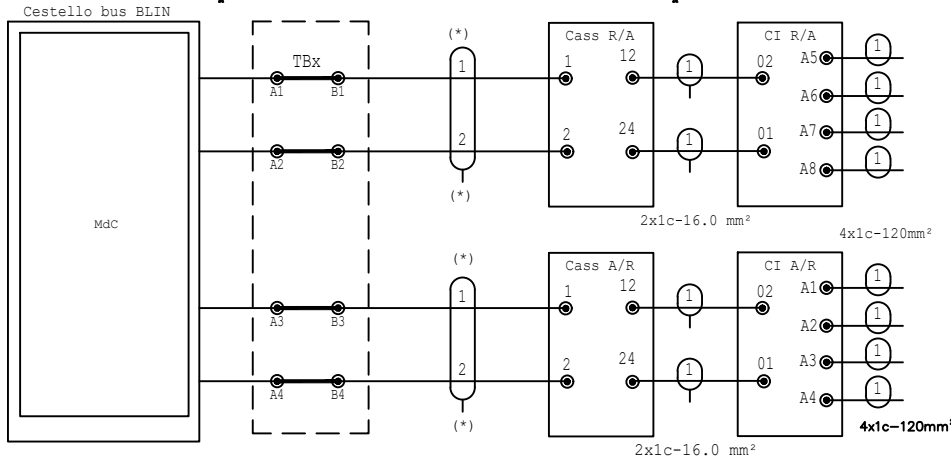 Cestello bus BLIN
MdC
TBx
A1 B1
A2 B2
A3 B3
A4 B4
(*)
1
2
(*)
Cass R/A
1 12
2 24
1
1
2x1c-16.0 mm²
CI R/A
02 A5 1
A6 1
01 A7 1
A8 1
4x1c-120mm²
(*)
1
2
(*)
Cass A/R
1 12
2 24
1
1
2x1c-16.0 mm²
CI A/R
02 A1 1
A2 1
01 A3 1
A4 1
4x1c-120mm²